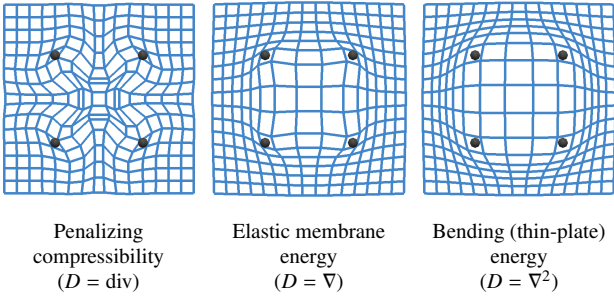 Penalizing
compressibility
(D = div)
Elastic membrane
energy
(D = ∇)
Bending (thin-plate)
energy
(D = ∇²)